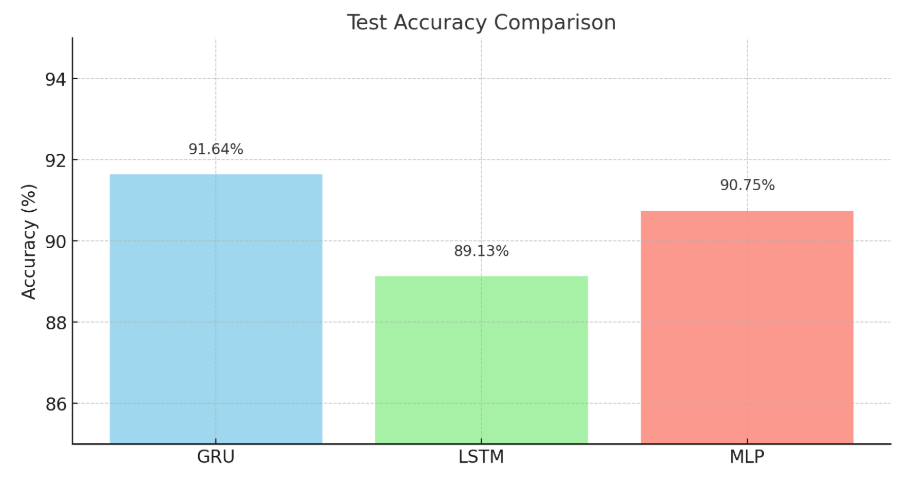 Test Accuracy Comparison
Accuracy (%)
94
92
90
88
86
91.64%
89.13%
90.75%
GRU
LSTM
MLP